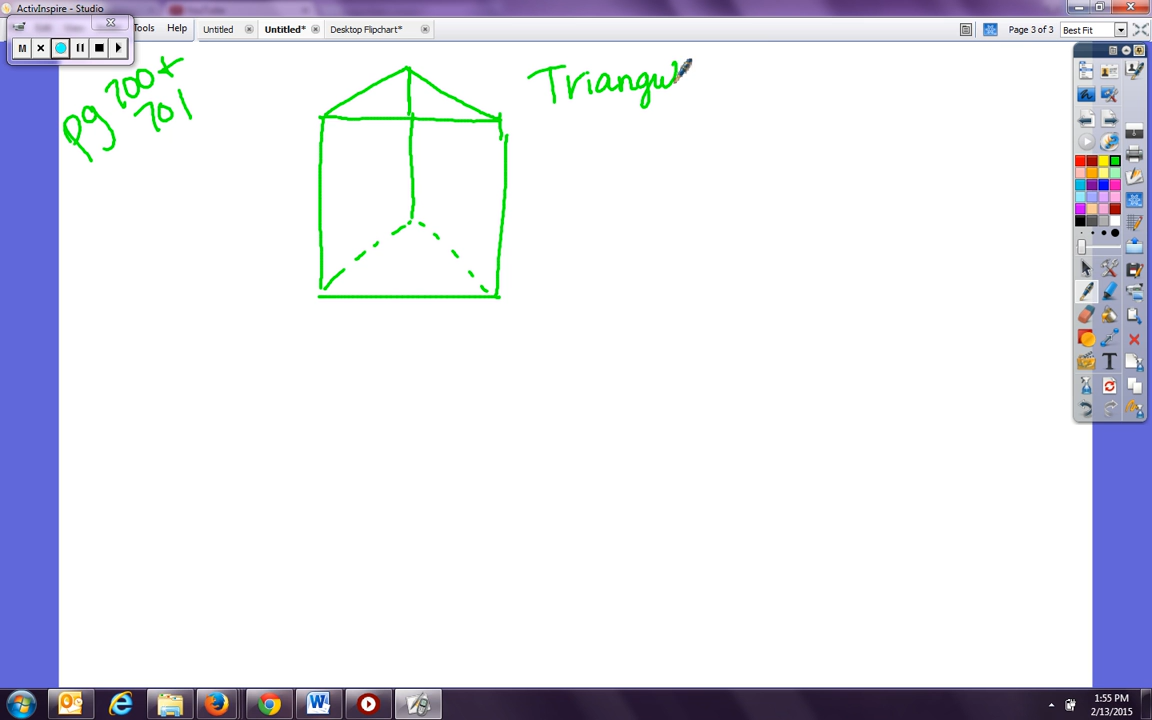 ActivInspire - Studio
Tools Help Untitled Untitled* Desktop Flipchart* Page 3 of 3 Best Fit
M
pg 700 +
701
Triangul
T
1:55 PM
2/13/2015